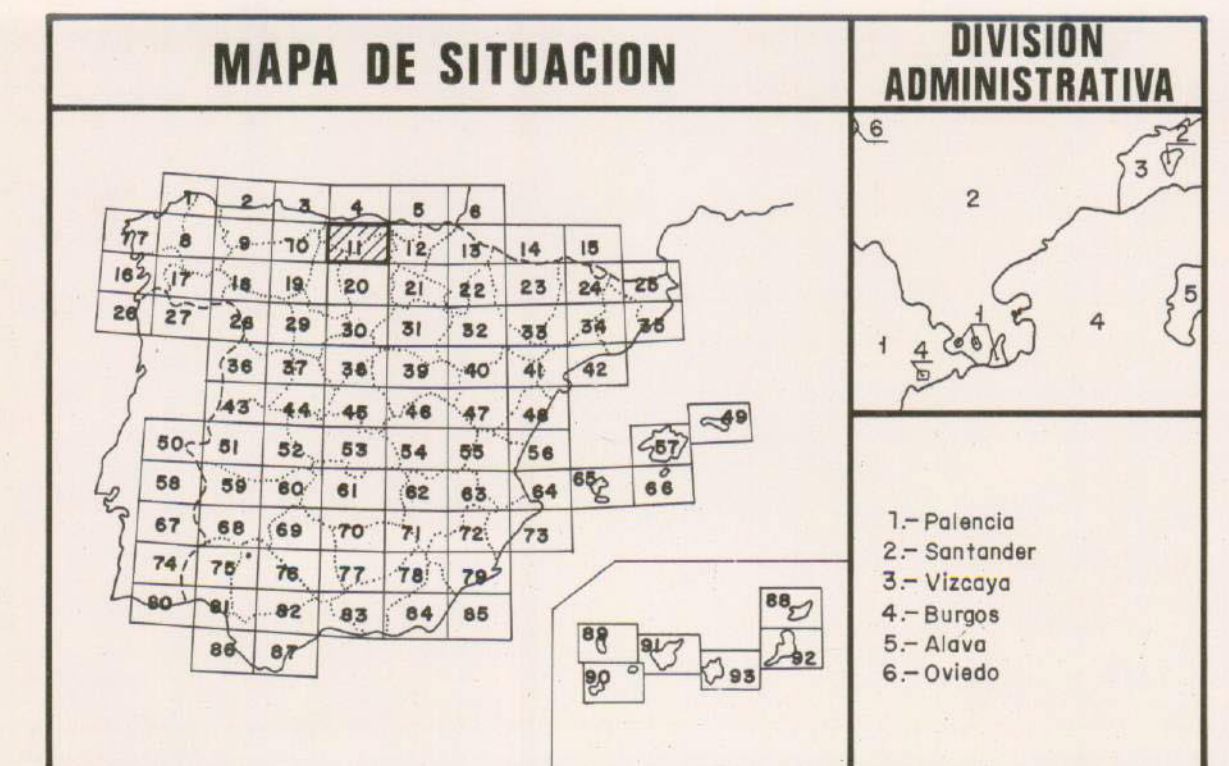 MAPA DE SITUACION
DIVISION
ADMINISTRATIVA
1 2 3 4 5 6
7 8 9 10 11 12 13 14 15
16 17 18 19 20 21 22 23 24 25
26 27 28 29 30 31 32 33 34 35
36 37 38 39 40 41 42
43 44 45 46 47 48 49
50 51 52 53 54 55 56 57
58 59 60 61 62 63 64 65 66
67 68 69 70 71 72 73
74 75 76 77 78 79
80 81 82 83 84 85
86 87
88
89 91
90 93 92
6 2
3
2
5
1 4
1 4
1
1.- Palencia
2.- Santander
3.- Vizcaya
4.- Burgos
5.- Alava
6.- Oviedo